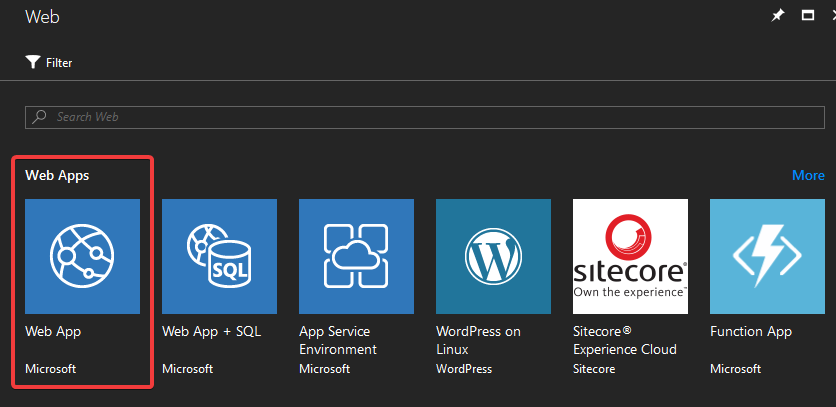 Web
Filter
Search Web
Web Apps
More
SQL
sitecore®
Own the experience™
Web App
Microsoft
Web App + SQL
Microsoft
App Service
Environment
Microsoft
WordPress on
Linux
WordPress
Sitecore®
Experience Cloud
Sitecore
Function App
Microsoft